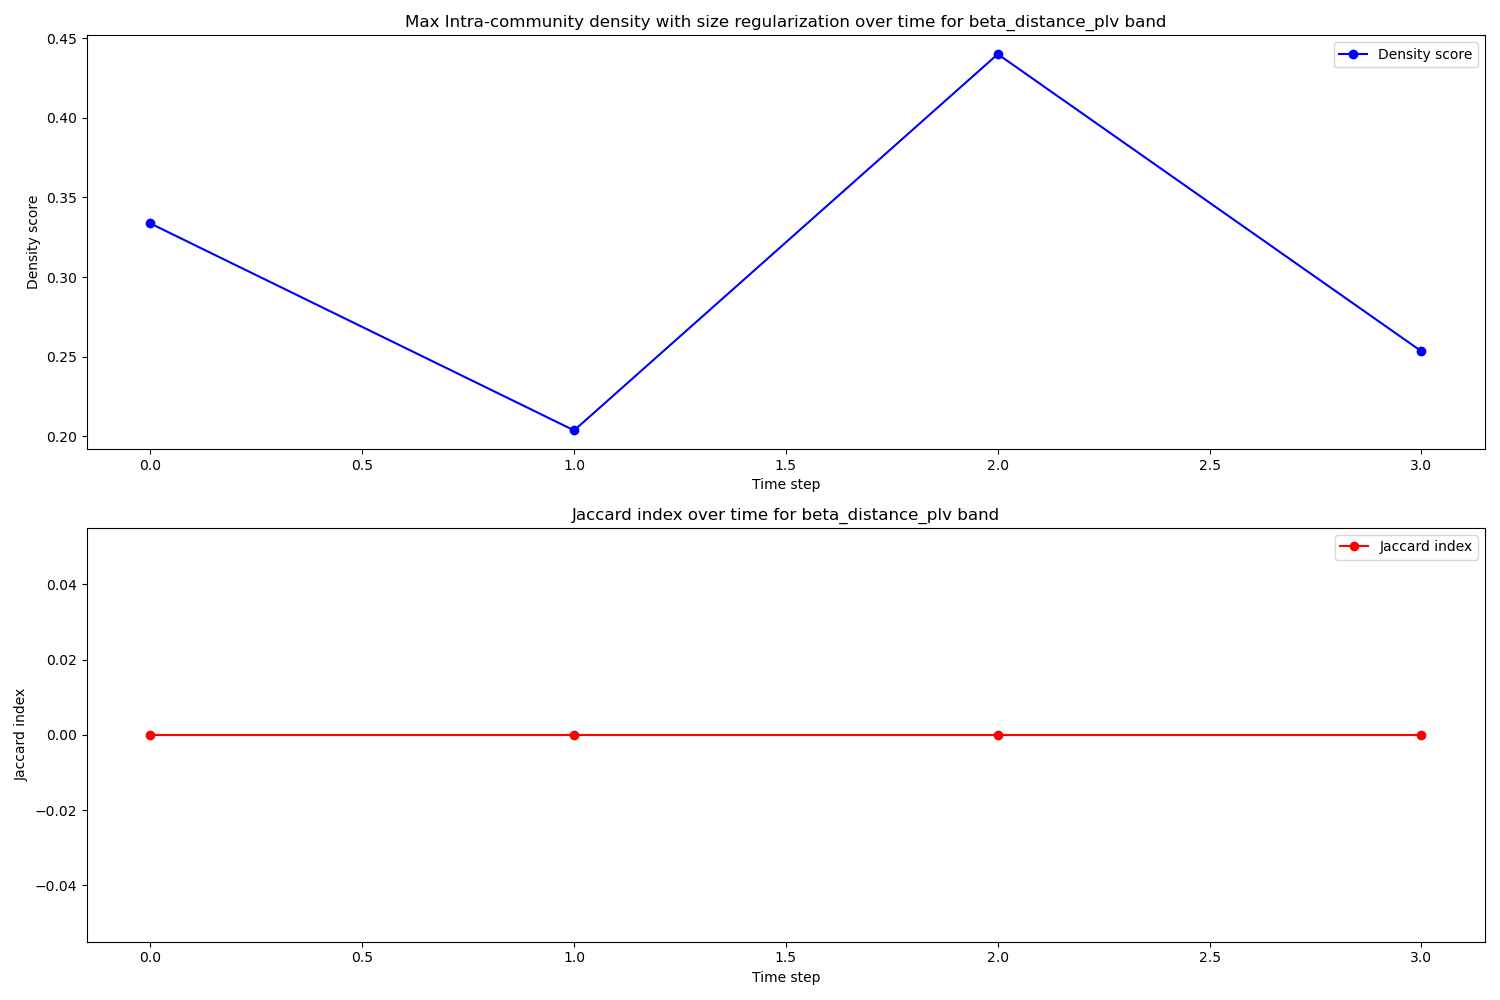 Max Intra-community density with size regularization over time for beta_distance_plv band
Density score
Density score
0.45
0.40
0.35
0.30
0.25
0.20
0.0 0.5 1.0 1.5 2.0 2.5 3.0
Time step
Jaccard index over time for beta_distance_plv band
Jaccard index
Jaccard index
0.04
0.02
0.00
−0.02
−0.04
0.0 0.5 1.0 1.5 2.0 2.5 3.0
Time step